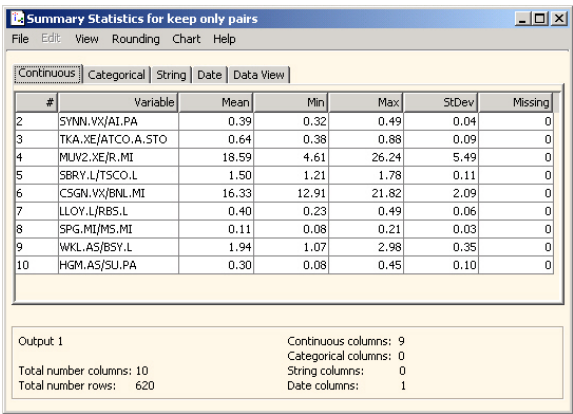 Summary Statistics for keep only pairs
File Edit View Rounding Chart Help
Continuous Categorical String Date Data View
# Variable Mean Min Max StDev Missing
2 SYNN.VX/AI.PA 0.39 0.32 0.49 0.04 0
3 TKA.XE/ATCO.A.STO 0.64 0.38 0.88 0.09 0
4 MUV2.XE/R.MI 18.59 4.61 26.24 5.49 0
5 SBRY.L/TSCO.L 1.50 1.21 1.78 0.11 0
6 CSGN.VX/BNL.MI 16.33 12.91 21.82 2.09 0
7 LLOY.L/RBS.L 0.40 0.23 0.49 0.06 0
8 SPG.MI/MS.MI 0.11 0.08 0.21 0.03 0
9 WKL.AS/BSY.L 1.94 1.07 2.98 0.35 0
10 HGM.AS/SU.PA 0.30 0.08 0.45 0.10 0
Output 1 Continuous columns: 9
Categorical columns: 0
Total number columns: 10 String columns: 0
Total number rows: 620 Date columns: 1